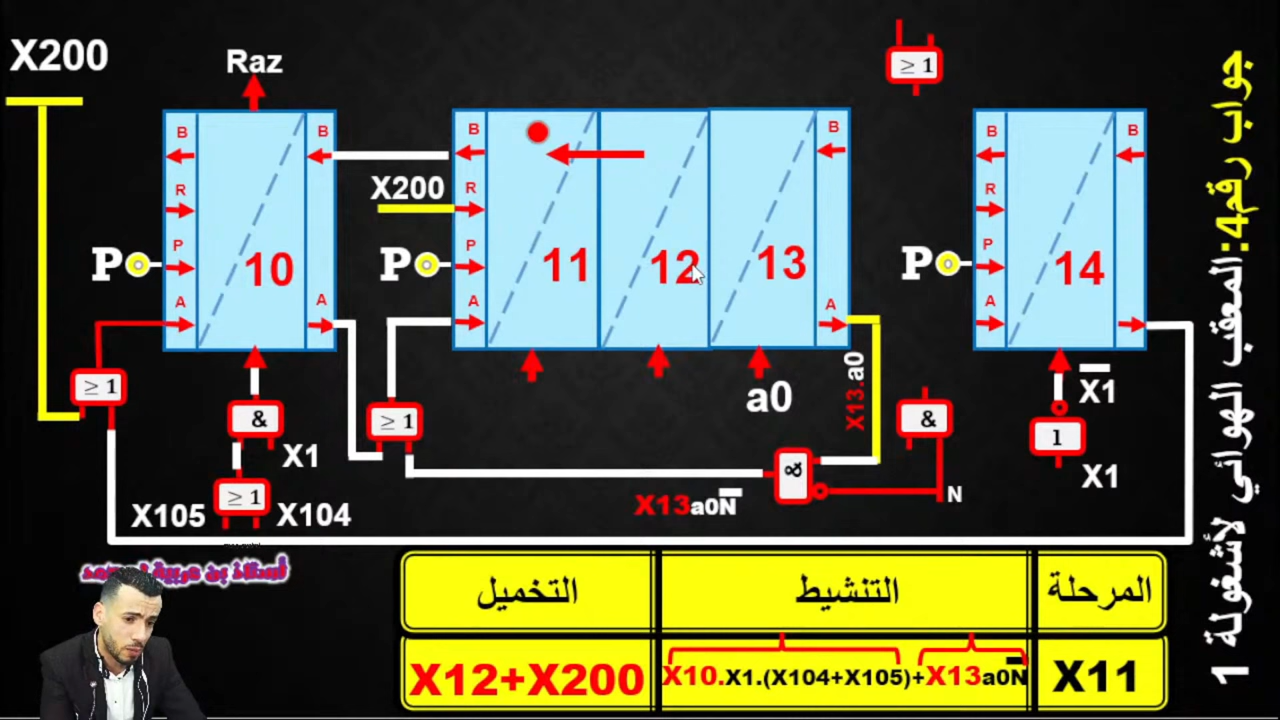 X200
Raz
≥ 1
B
B
B
B
B
B
R
X200
R
R
P
P
P
P
P
P
10
11
12
13
14
A
A
A
A
A
≥ 1
&
X1
≥ 1
X105
X104
≥ 1
a0
X13.a0
&
&
N
X13a0N̅
X̅1̅
1
X1
جواب رقم4:المعقب الهوائي لأشغولة 1
المرحلة
التنشيط
التخميل
X11
X10.X1.(X104+X105)+X13a0N̅
X12+X200